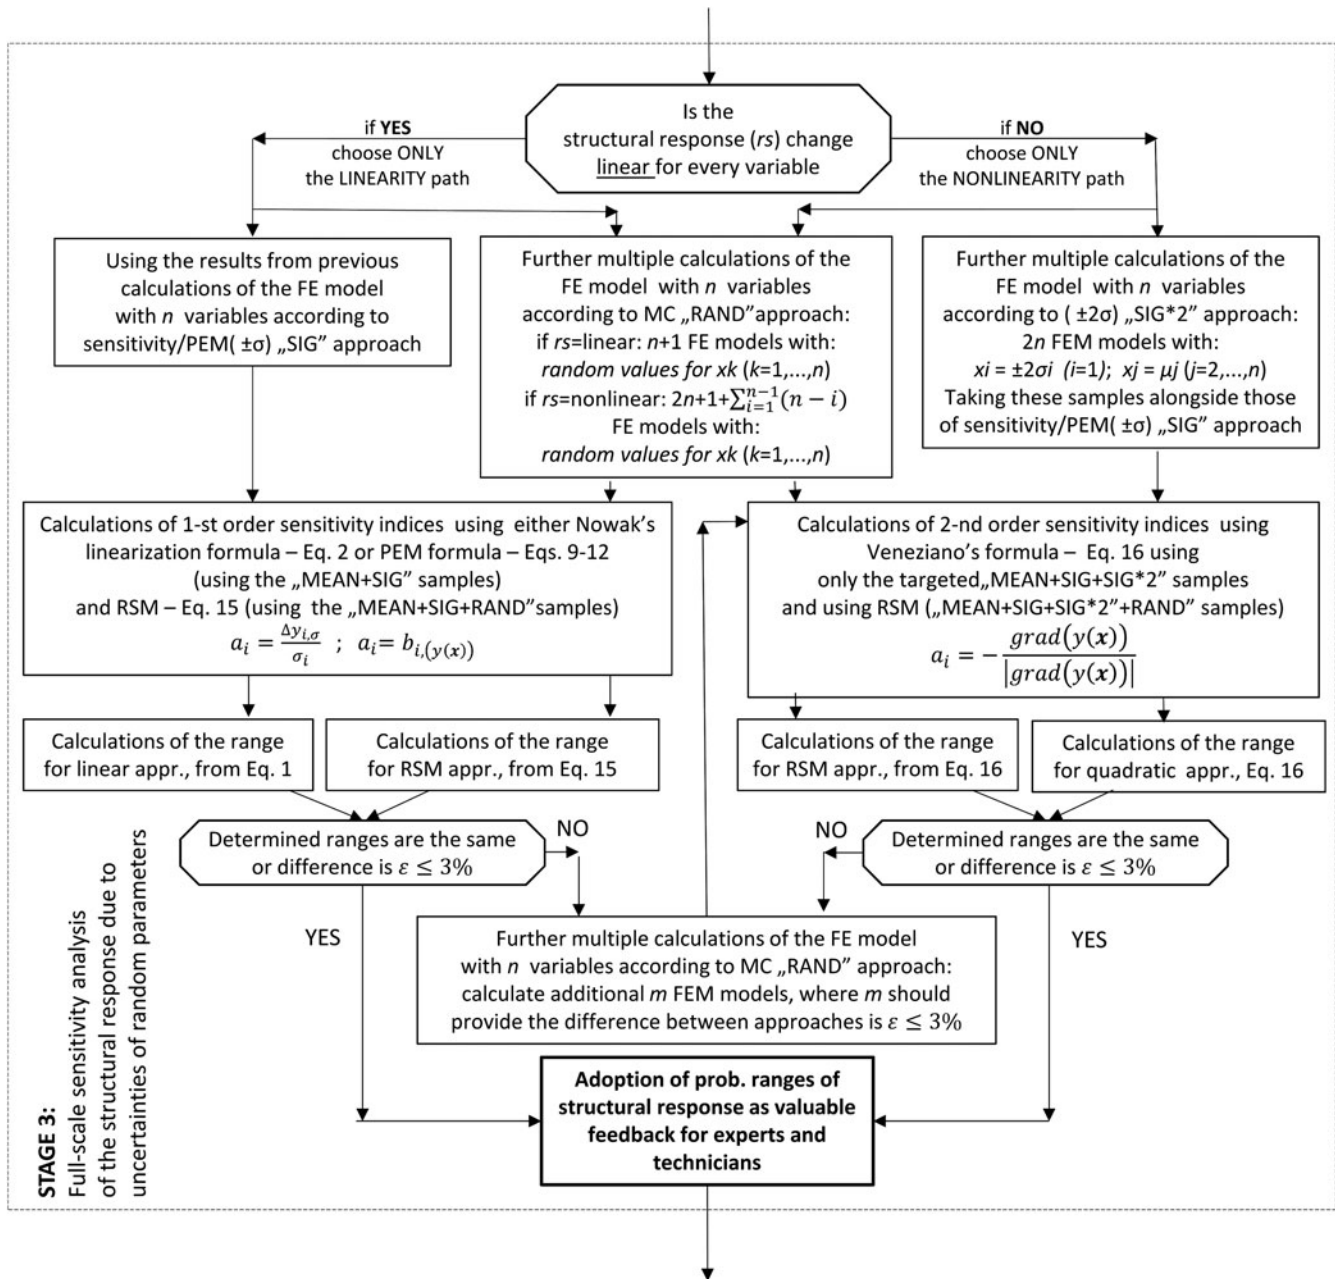 Is the
structural response (rs) change
linear for every variable
if YES
choose ONLY
the LINEARITY path
if NO
choose ONLY
the NONLINEARITY path
Using the results from previous
calculations of the FE model
with n variables according to
sensitivity/PEM( ±σ) „SIG” approach
Further multiple calculations of the
FE model with n variables
according to MC „RAND”approach:
if rs=linear: n+1 FE models with:
random values for xk (k=1,...,n)
if rs=nonlinear: 2n+1+∑_{i=1}^{n−1}(n − i)
FE models with:
random values for xk (k=1,...,n)
Further multiple calculations of the
FE model with n variables
according to ( ±2σ) „SIG*2” approach:
2n FEM models with:
xi = ±2σi (i=1); xj = μj (j=2,...,n)
Taking these samples alongside those
of sensitivity/PEM( ±σ) „SIG” approach
Calculations of 1-st order sensitivity indices using either Nowak’s
linearization formula – Eq. 2 or PEM formula – Eqs. 9-12
(using the „MEAN+SIG” samples)
and RSM – Eq. 15 (using the „MEAN+SIG+RAND”samples)
a_i = Δy_{i,σ}/σ_i ; a_i= b_{i,(y(x))}
Calculations of 2-nd order sensitivity indices using
Veneziano’s formula – Eq. 16 using
only the targeted„MEAN+SIG+SIG*2” samples
and using RSM („MEAN+SIG+SIG*2”+RAND” samples)
a_i = − grad(y(x))/|grad(y(x))|
Calculations of the range
for linear appr., from Eq. 1
Calculations of the range
for RSM appr., from Eq. 15
Calculations of the range
for RSM appr., from Eq. 16
Calculations of the range
for quadratic appr., Eq. 16
Determined ranges are the same
or difference is ε ≤ 3%
NO
NO
Determined ranges are the same
or difference is ε ≤ 3%
YES
YES
Further multiple calculations of the FE model
with n variables according to MC „RAND” approach:
calculate additional m FEM models, where m should
provide the difference between approaches is ε ≤ 3%
Adoption of prob. ranges of
structural response as valuable
feedback for experts and
technicians
STAGE 3:
Full-scale sensitivity analysis
of the structural response due to
uncertainties of random parameters